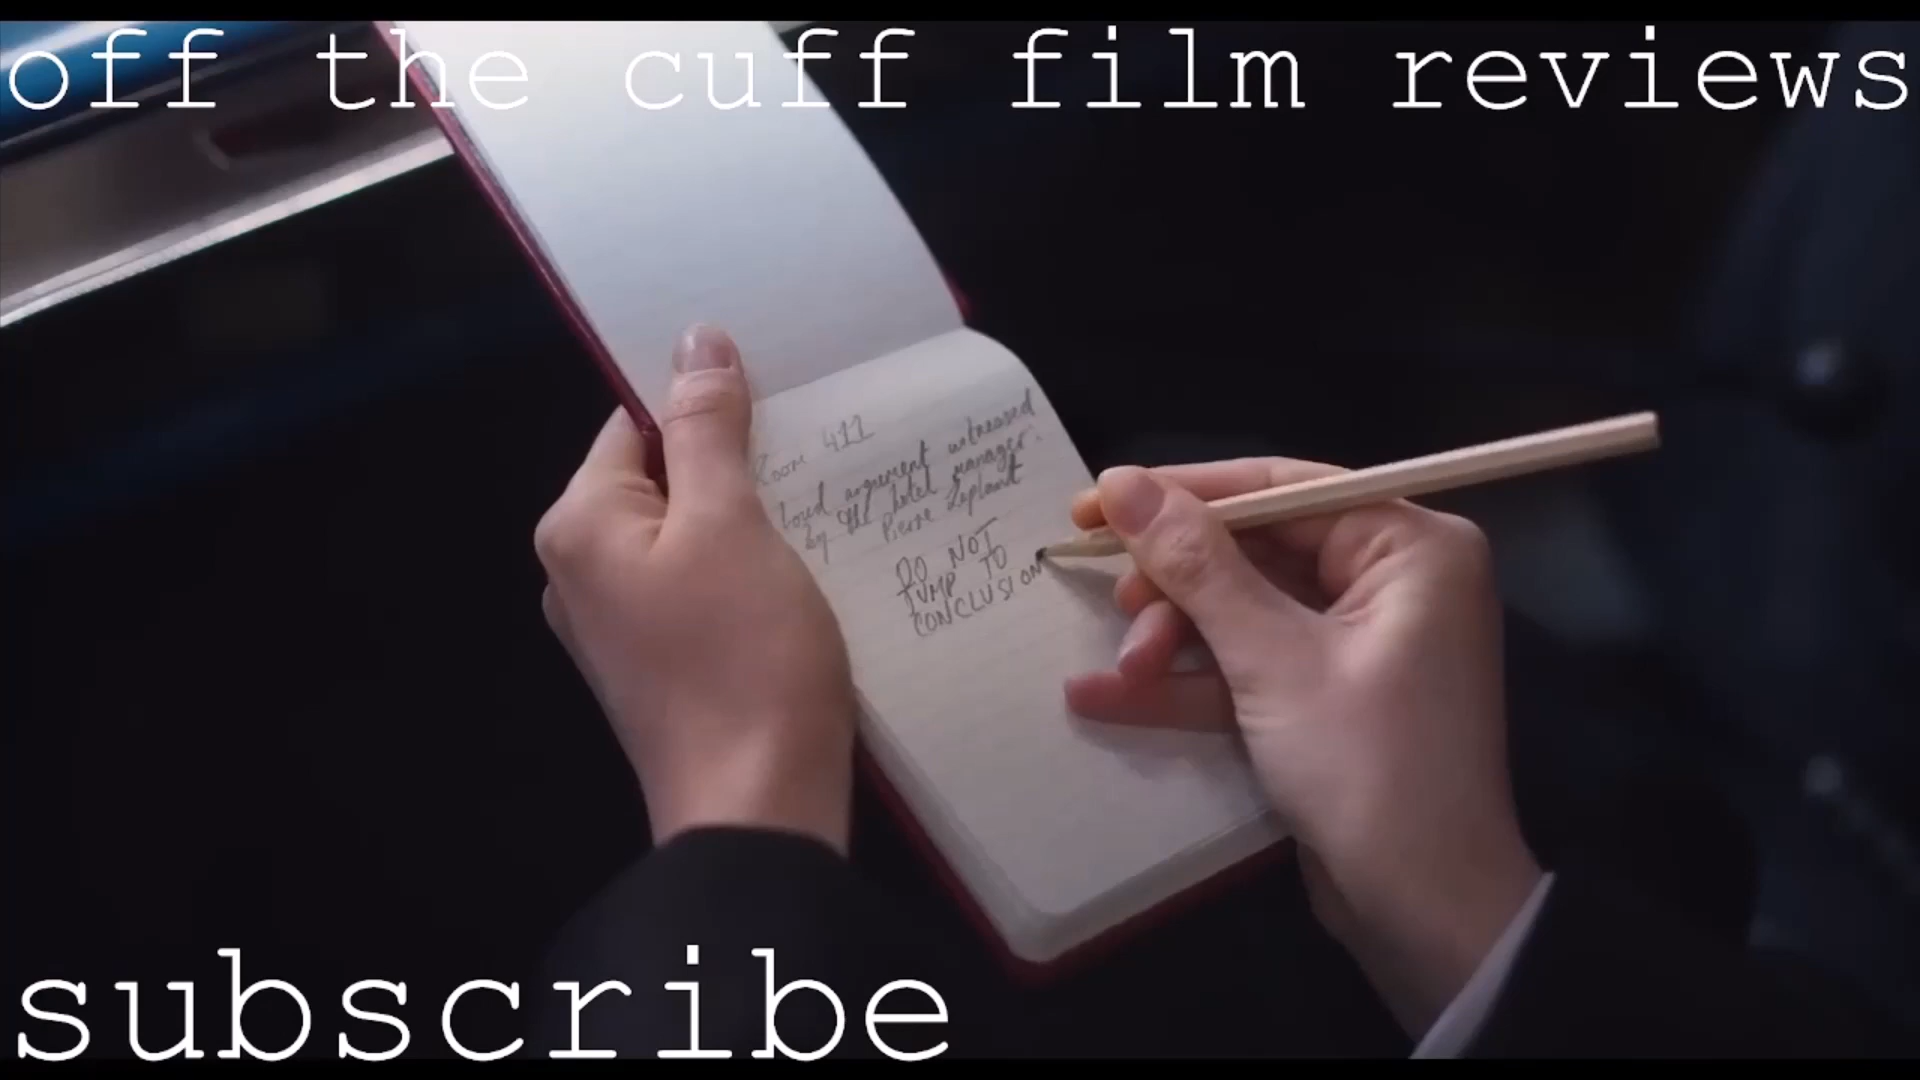 off the cuff film reviews
Room 411
loud argument witnessed
by the hotel manager.
Pierre Leplant
DO NOT
JUMP TO
CONCLUSION
subscribe